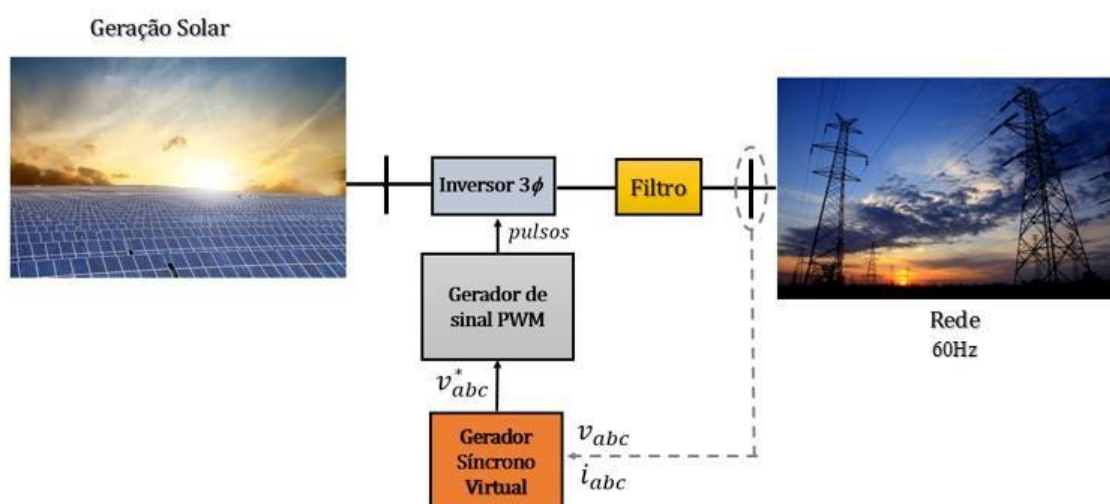 Geração Solar
Inversor 3ϕ
Filtro
pulsos
Gerador de
sinal PWM
Rede
60Hz
v*abc
Gerador
Síncrono
Virtual
vabc
iabc